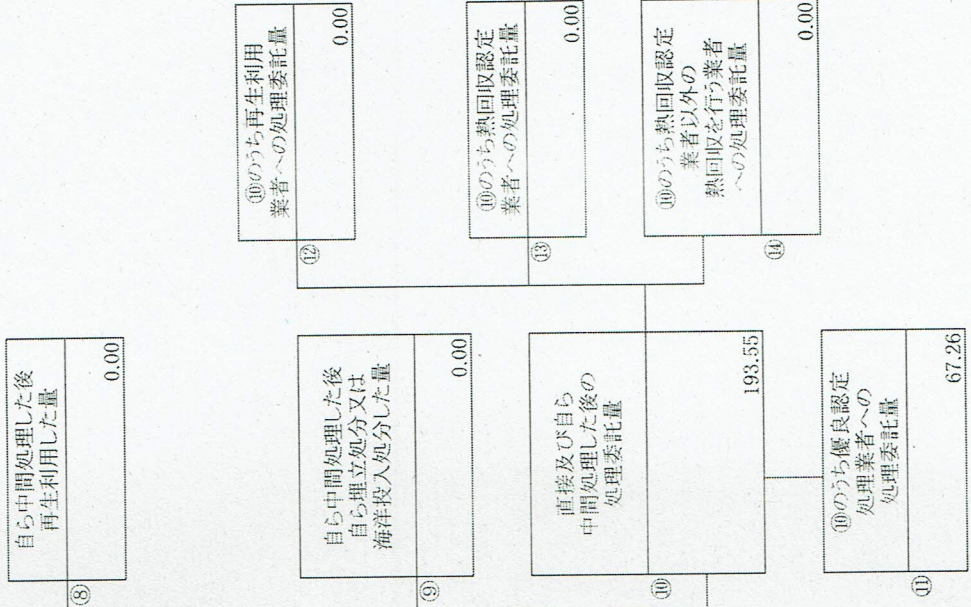 ⑧
自ら中間処理した後
再生利用した量
0.00
⑨
自ら中間処理した後
自ら埋立処分又は
海洋投入処分した量
0.00
⑩
直接及び自ら
中間処理した後の
処理委託量
193.55
⑪
⑩のうち優良認定
処理業者への
処理委託量
67.26
⑫
⑩のうち再生利用
業者への処理委託量
0.00
⑬
⑩のうち熱回収認定
業者への処理委託量
0.00
⑭
⑩のうち熱回収認定
業者以外の
熱回収を行う業者
への処理委託量
0.00